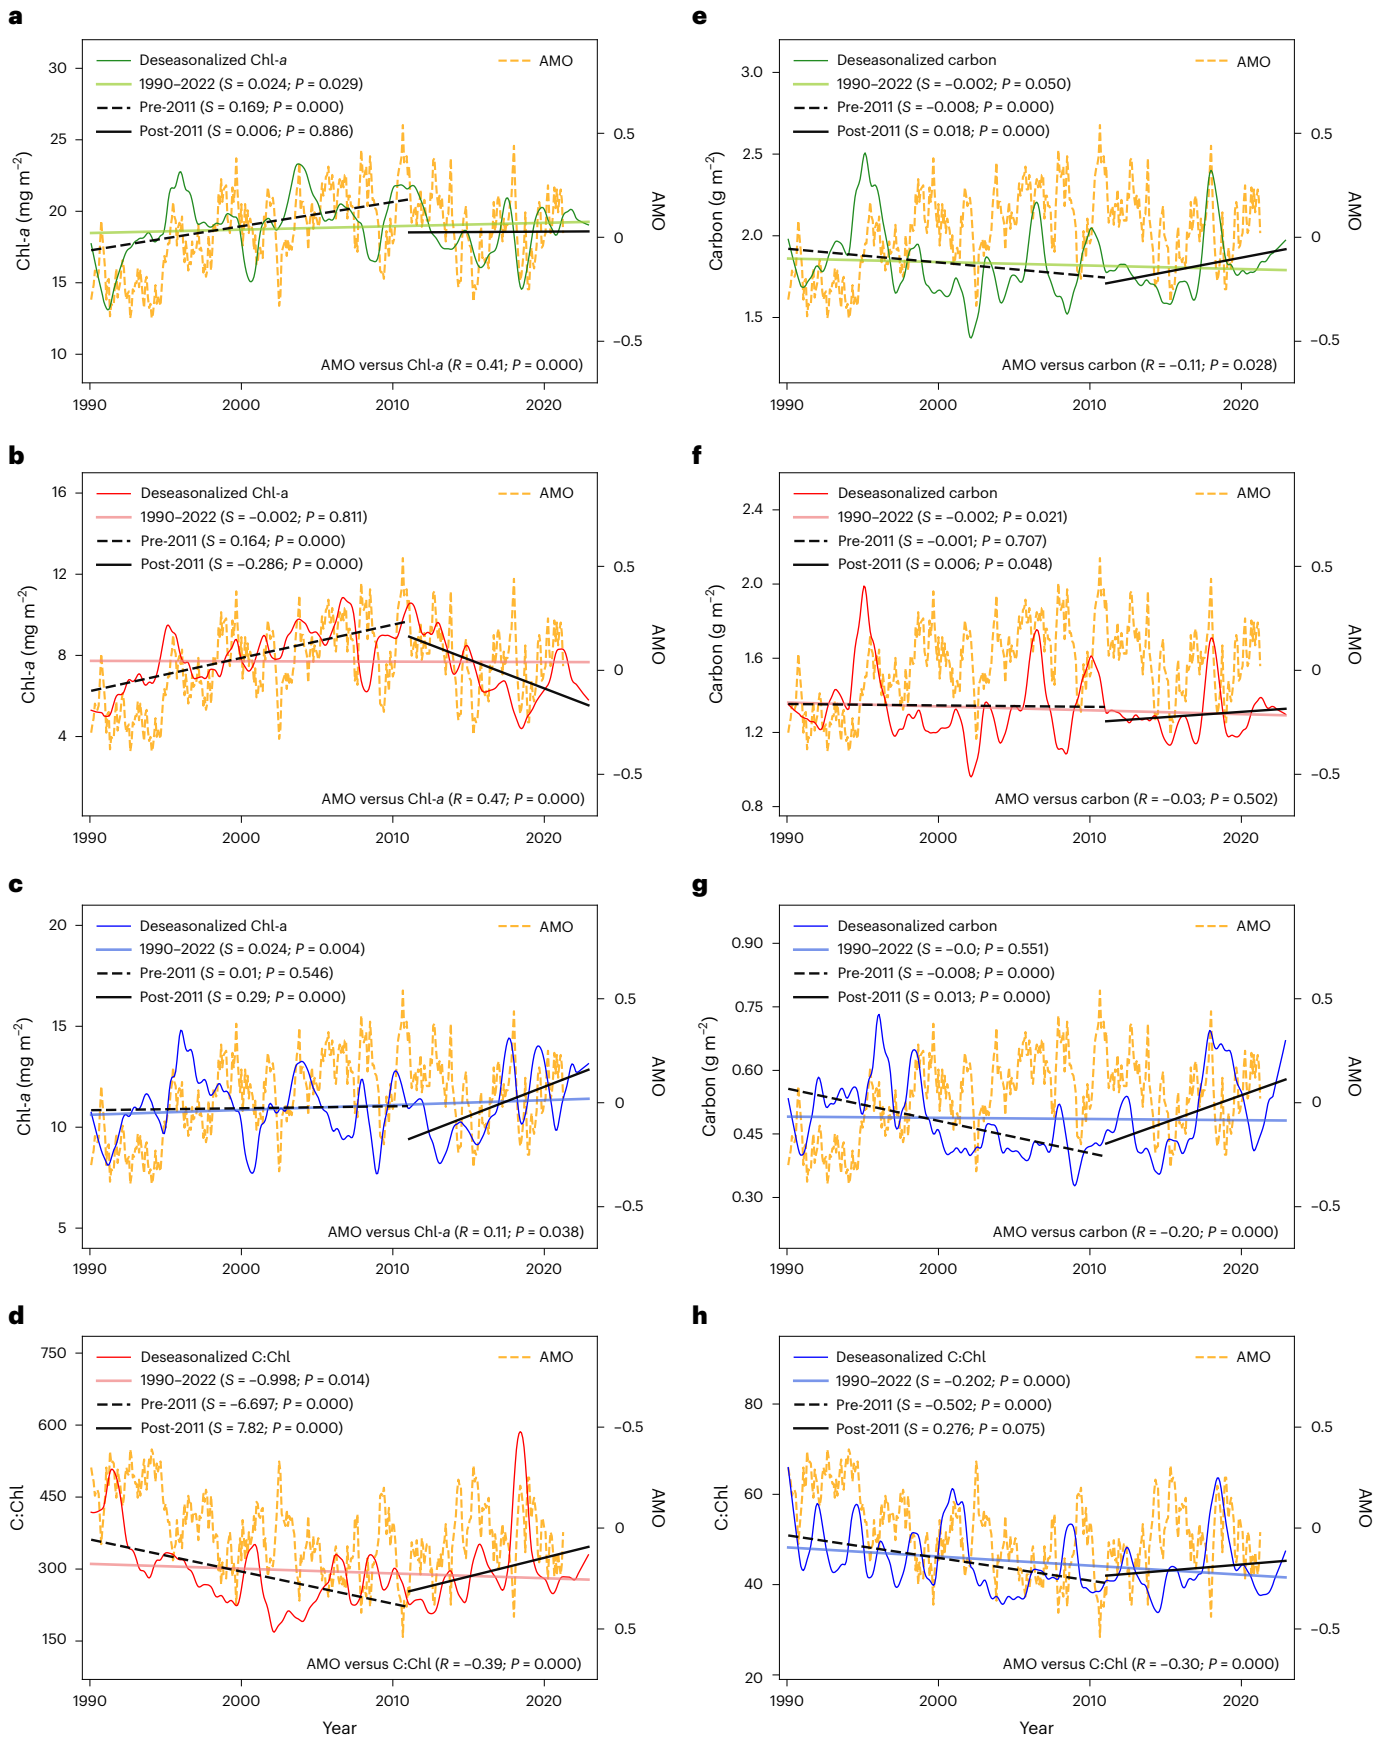 a
Deseasonalized Chl-a
AMO
1990–2022 (S = 0.024; P = 0.029)
Pre-2011 (S = 0.169; P = 0.000)
Post-2011 (S = 0.006; P = 0.886)
30
25
20
15
10
Chl-a (mg m−2)
0.5
0
−0.5
AMO
AMO versus Chl-a (R = 0.41; P = 0.000)
1990
2000
2010
2020
e
Deseasonalized carbon
AMO
1990–2022 (S = −0.002; P = 0.050)
Pre-2011 (S = −0.008; P = 0.000)
Post-2011 (S = 0.018; P = 0.000)
3.0
2.5
2.0
1.5
Carbon (g m−2)
0.5
0
−0.5
AMO
AMO versus carbon (R = −0.11; P = 0.028)
1990
2000
2010
2020
b
Deseasonalized Chl-a
AMO
1990–2022 (S = −0.002; P = 0.811)
Pre-2011 (S = 0.164; P = 0.000)
Post-2011 (S = −0.286; P = 0.000)
16
12
8
4
Chl-a (mg m−2)
0.5
0
−0.5
AMO
AMO versus Chl-a (R = 0.47; P = 0.000)
1990
2000
2010
2020
f
Deseasonalized carbon
AMO
1990–2022 (S = −0.002; P = 0.021)
Pre-2011 (S = −0.001; P = 0.707)
Post-2011 (S = 0.006; P = 0.048)
2.4
2.0
1.6
1.2
0.8
Carbon (g m−2)
0.5
0
−0.5
AMO
AMO versus carbon (R = −0.03; P = 0.502)
1990
2000
2010
2020
c
Deseasonalized Chl-a
AMO
1990–2022 (S = 0.024; P = 0.004)
Pre-2011 (S = 0.01; P = 0.546)
Post-2011 (S = 0.29; P = 0.000)
20
15
10
5
Chl-a (mg m−2)
0.5
0
−0.5
AMO
AMO versus Chl-a (R = 0.11; P = 0.038)
1990
2000
2010
2020
g
Deseasonalized carbon
AMO
1990–2022 (S = −0.0; P = 0.551)
Pre-2011 (S = −0.008; P = 0.000)
Post-2011 (S = 0.013; P = 0.000)
0.90
0.75
0.60
0.45
0.30
Carbon (g m−2)
0.5
0
−0.5
AMO
AMO versus carbon (R = −0.20; P = 0.000)
1990
2000
2010
2020
d
Deseasonalized C:Chl
AMO
1990–2022 (S = −0.998; P = 0.014)
Pre-2011 (S = −6.697; P = 0.000)
Post-2011 (S = 7.82; P = 0.000)
750
600
450
300
150
C:Chl
−0.5
0
0.5
AMO
AMO versus C:Chl (R = −0.39; P = 0.000)
1990
2000
2010
2020
Year
h
Deseasonalized C:Chl
AMO
1990–2022 (S = −0.202; P = 0.000)
Pre-2011 (S = −0.502; P = 0.000)
Post-2011 (S = 0.276; P = 0.075)
80
60
40
20
C:Chl
0.5
0
−0.5
AMO
AMO versus C:Chl (R = −0.30; P = 0.000)
1990
2000
2010
2020
Year